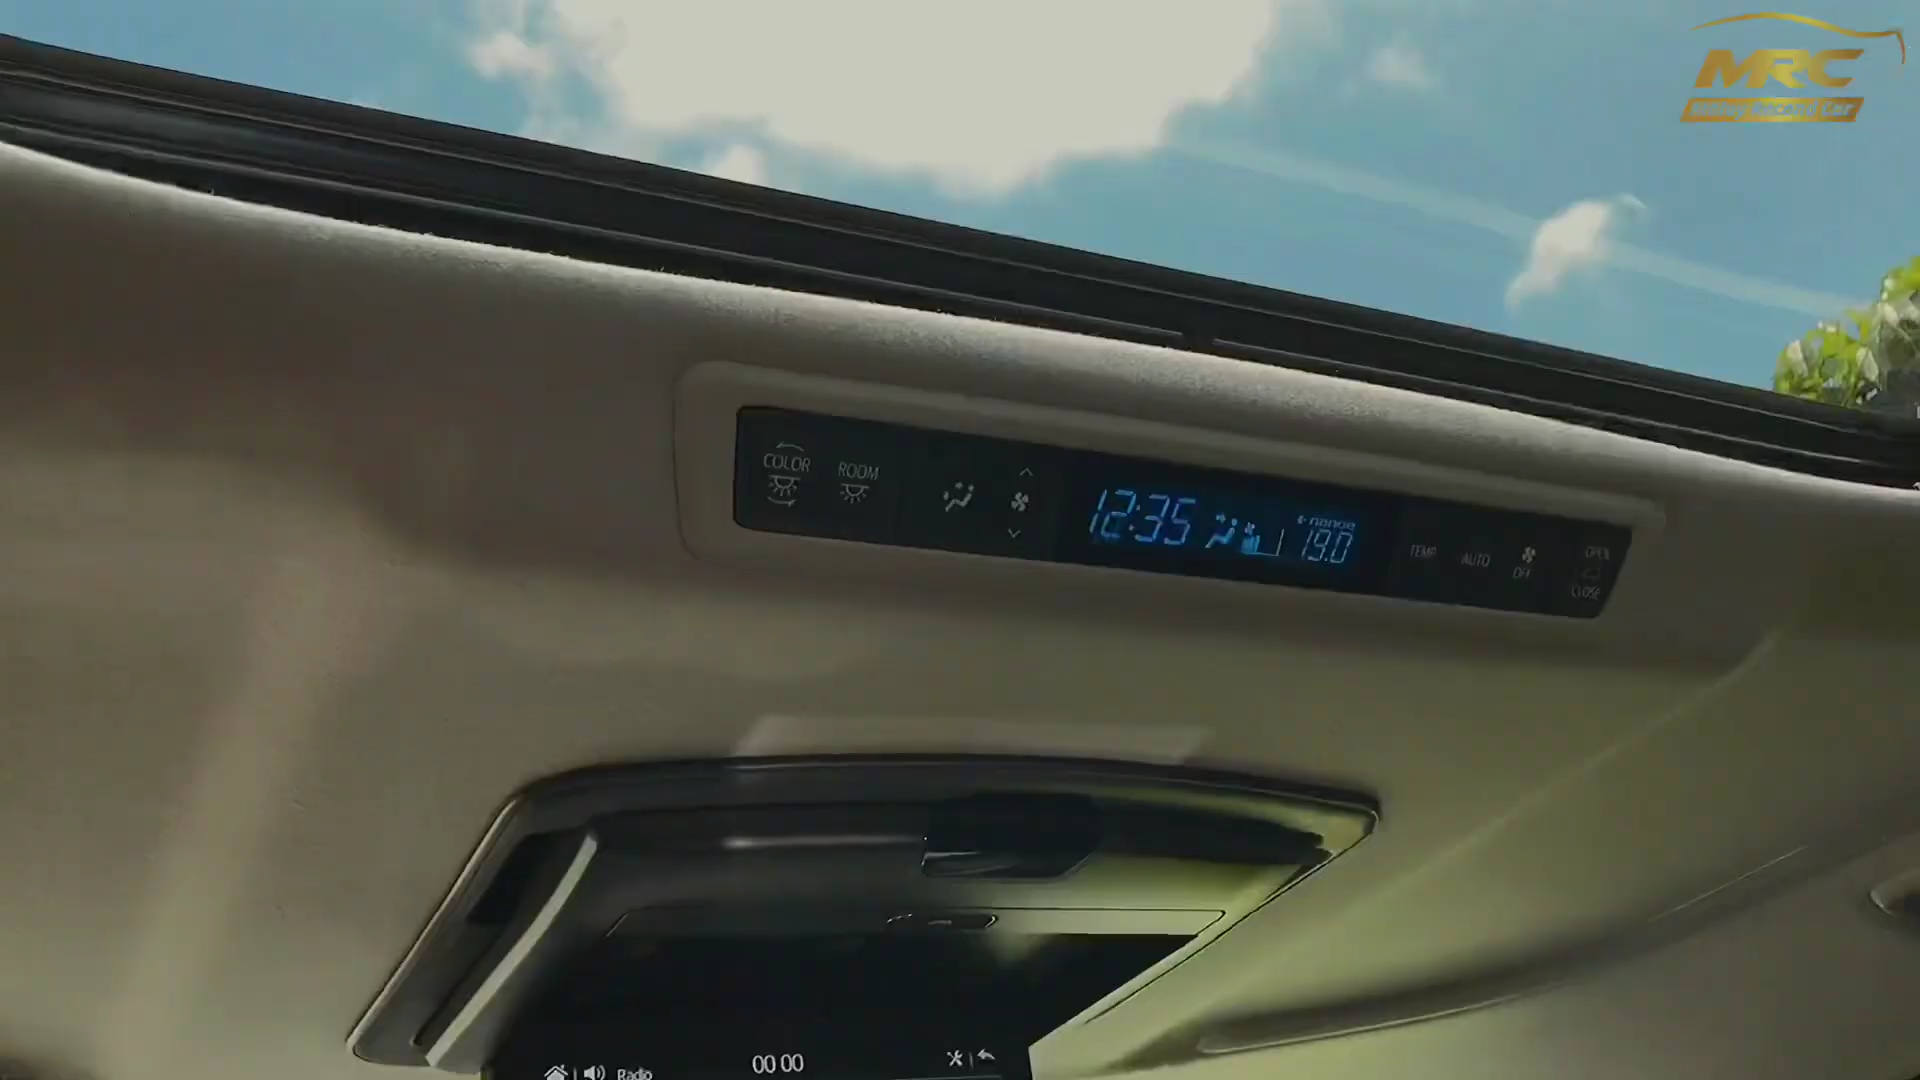 MRC
COLOR
ROOM
12:35
nanoe
19.0
TEMP
AUTO
OFF
OPEN
CLOSE
Radio
00 00